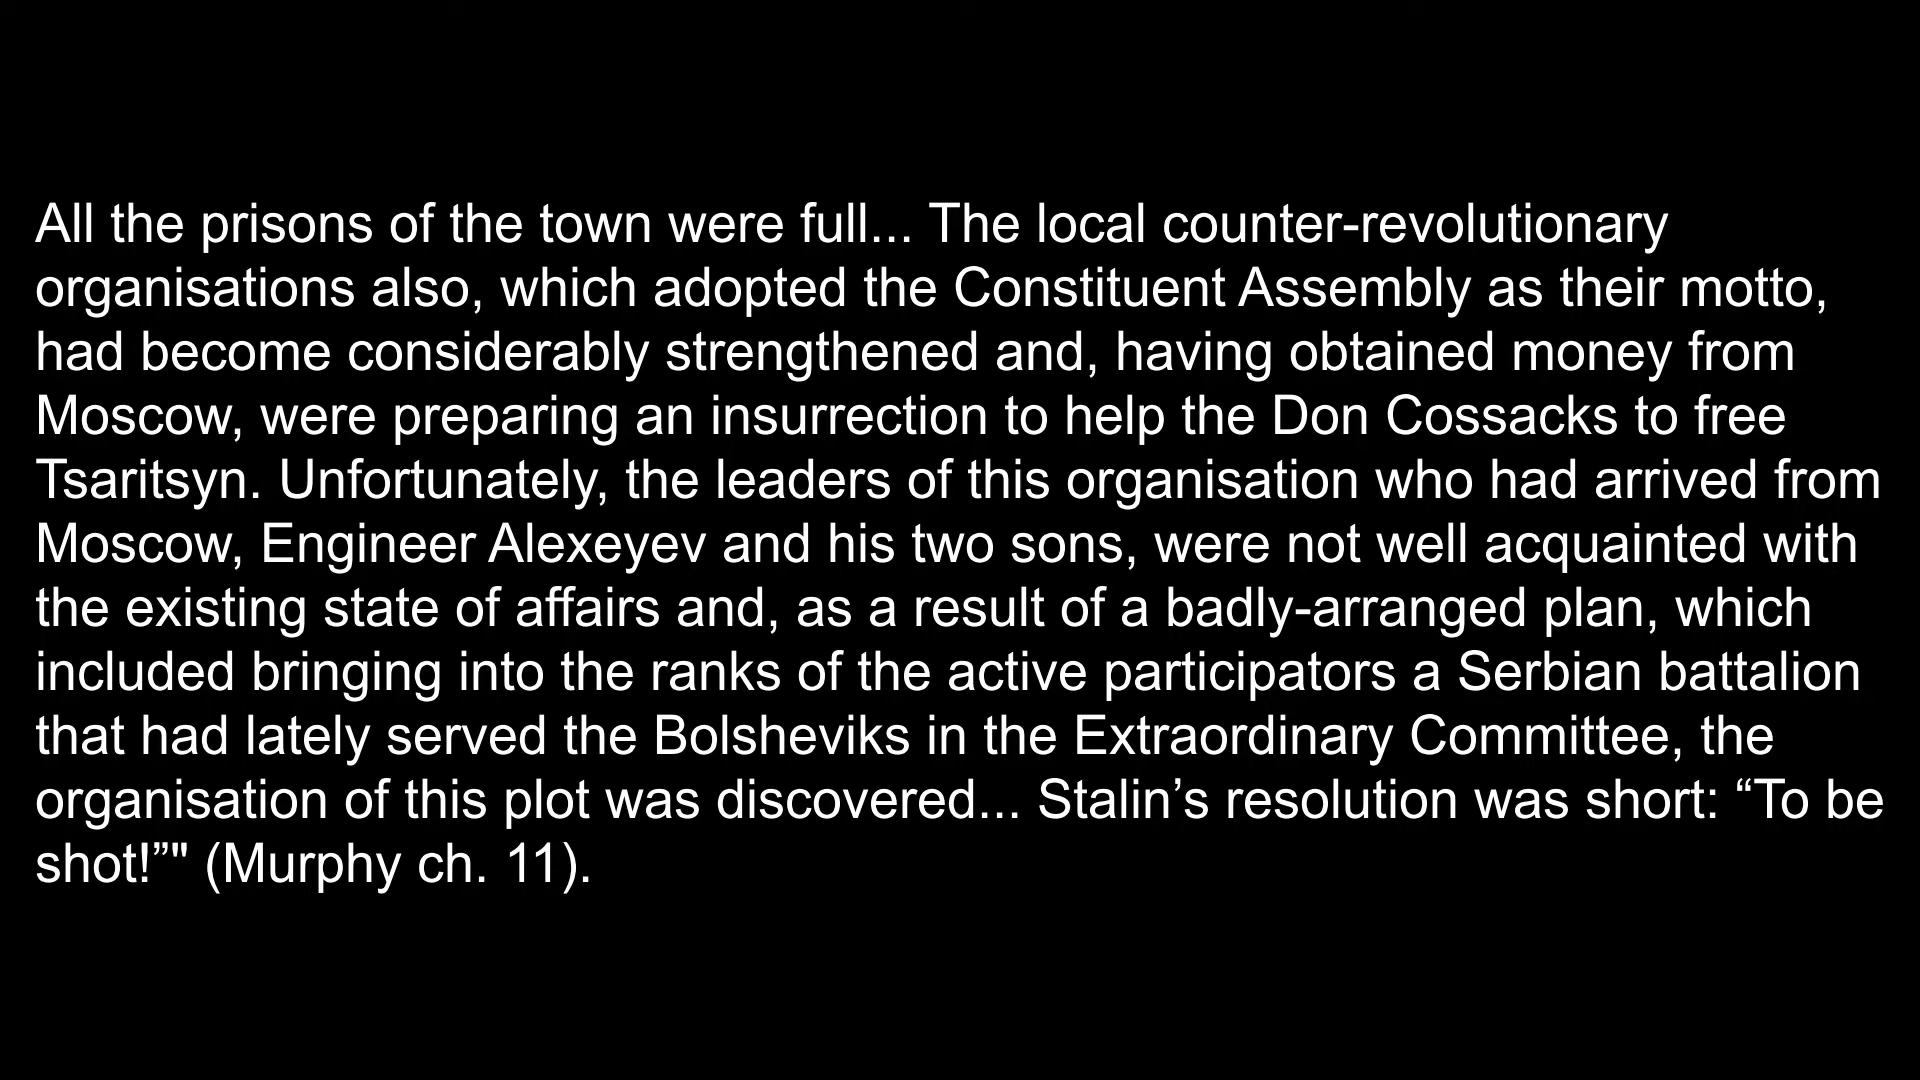 All the prisons of the town were full... The local counter-revolutionary
organisations also, which adopted the Constituent Assembly as their motto,
had become considerably strengthened and, having obtained money from
Moscow, were preparing an insurrection to help the Don Cossacks to free
Tsaritsyn. Unfortunately, the leaders of this organisation who had arrived from
Moscow, Engineer Alexeyev and his two sons, were not well acquainted with
the existing state of affairs and, as a result of a badly-arranged plan, which
included bringing into the ranks of the active participators a Serbian battalion
that had lately served the Bolsheviks in the Extraordinary Committee, the
organisation of this plot was discovered... Stalin’s resolution was short: “To be
shot!”" (Murphy ch. 11).